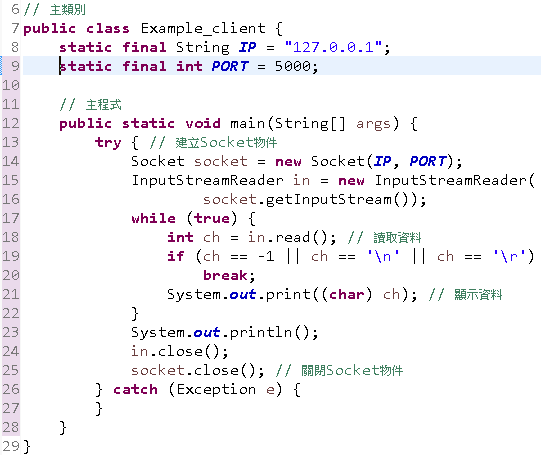 6 // 主類別
7 public class Example_client {
8 static final String IP = "127.0.0.1";
9 static final int PORT = 5000;
10
11 // 主程式
12 public static void main(String[] args) {
13 try { // 建立Socket物件
14 Socket socket = new Socket(IP, PORT);
15 InputStreamReader in = new InputStreamReader(
16 socket.getInputStream());
17 while (true) {
18 int ch = in.read(); // 讀取資料
19 if (ch == -1 || ch == '\n' || ch == '\r')
20 break;
21 System.out.print((char) ch); // 顯示資料
22 }
23 System.out.println();
24 in.close();
25 socket.close(); // 關閉Socket物件
26 } catch (Exception e) {
27 }
28 }
29 }